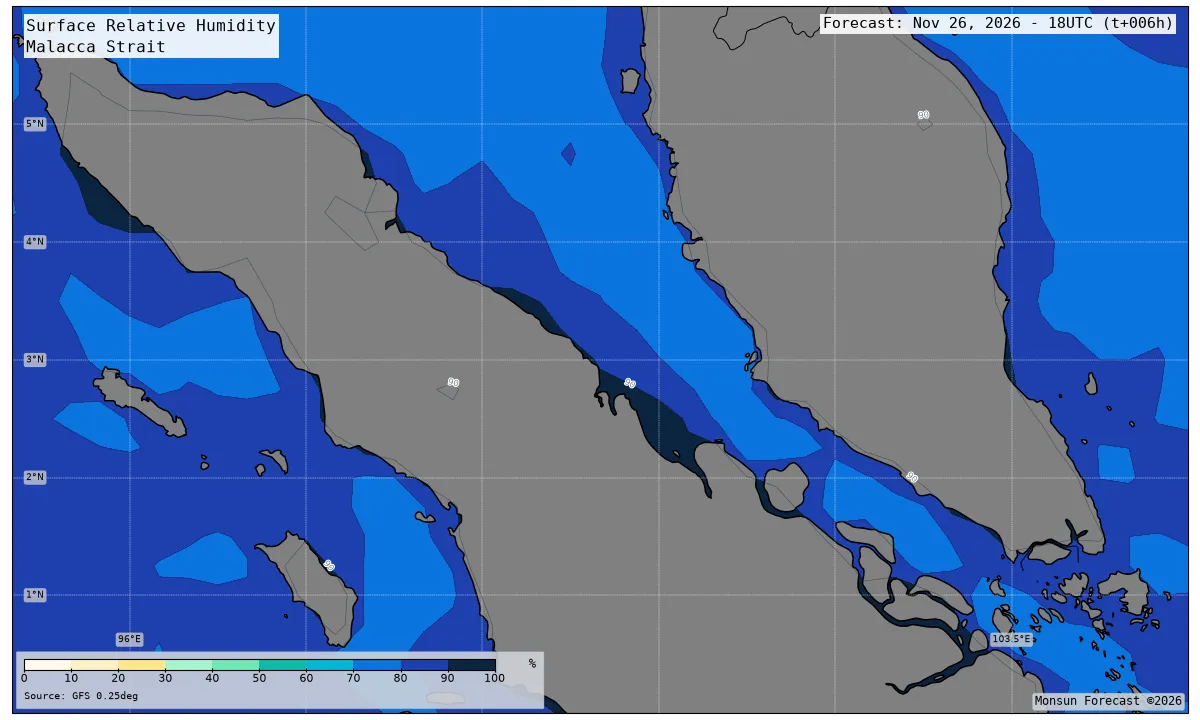 Surface Relative Humidity
Malacca Strait
Forecast: Nov 26, 2026 - 18UTC (t+006h)
90
5°N
4°N
3°N
90
90
2°N
90
90
1°N
96°E
103.5°E
%
0 10 20 30 40 50 60 70 80 90 100
Source: GFS 0.25deg
Monsun Forecast ©2026